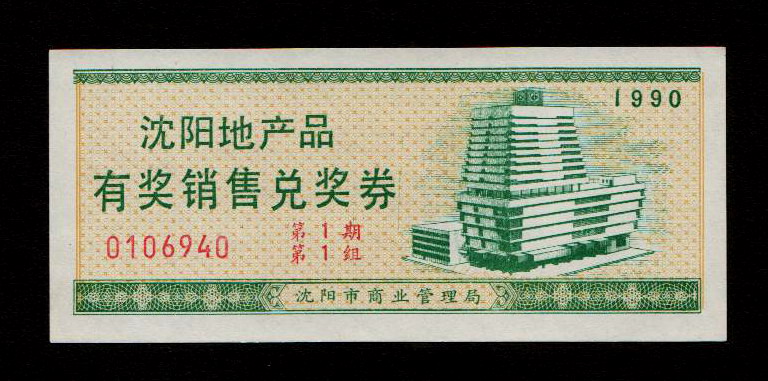 1990
沈阳地产品
有奖销售兑奖券
0106940
第1期
第1组
沈阳市商业管理局